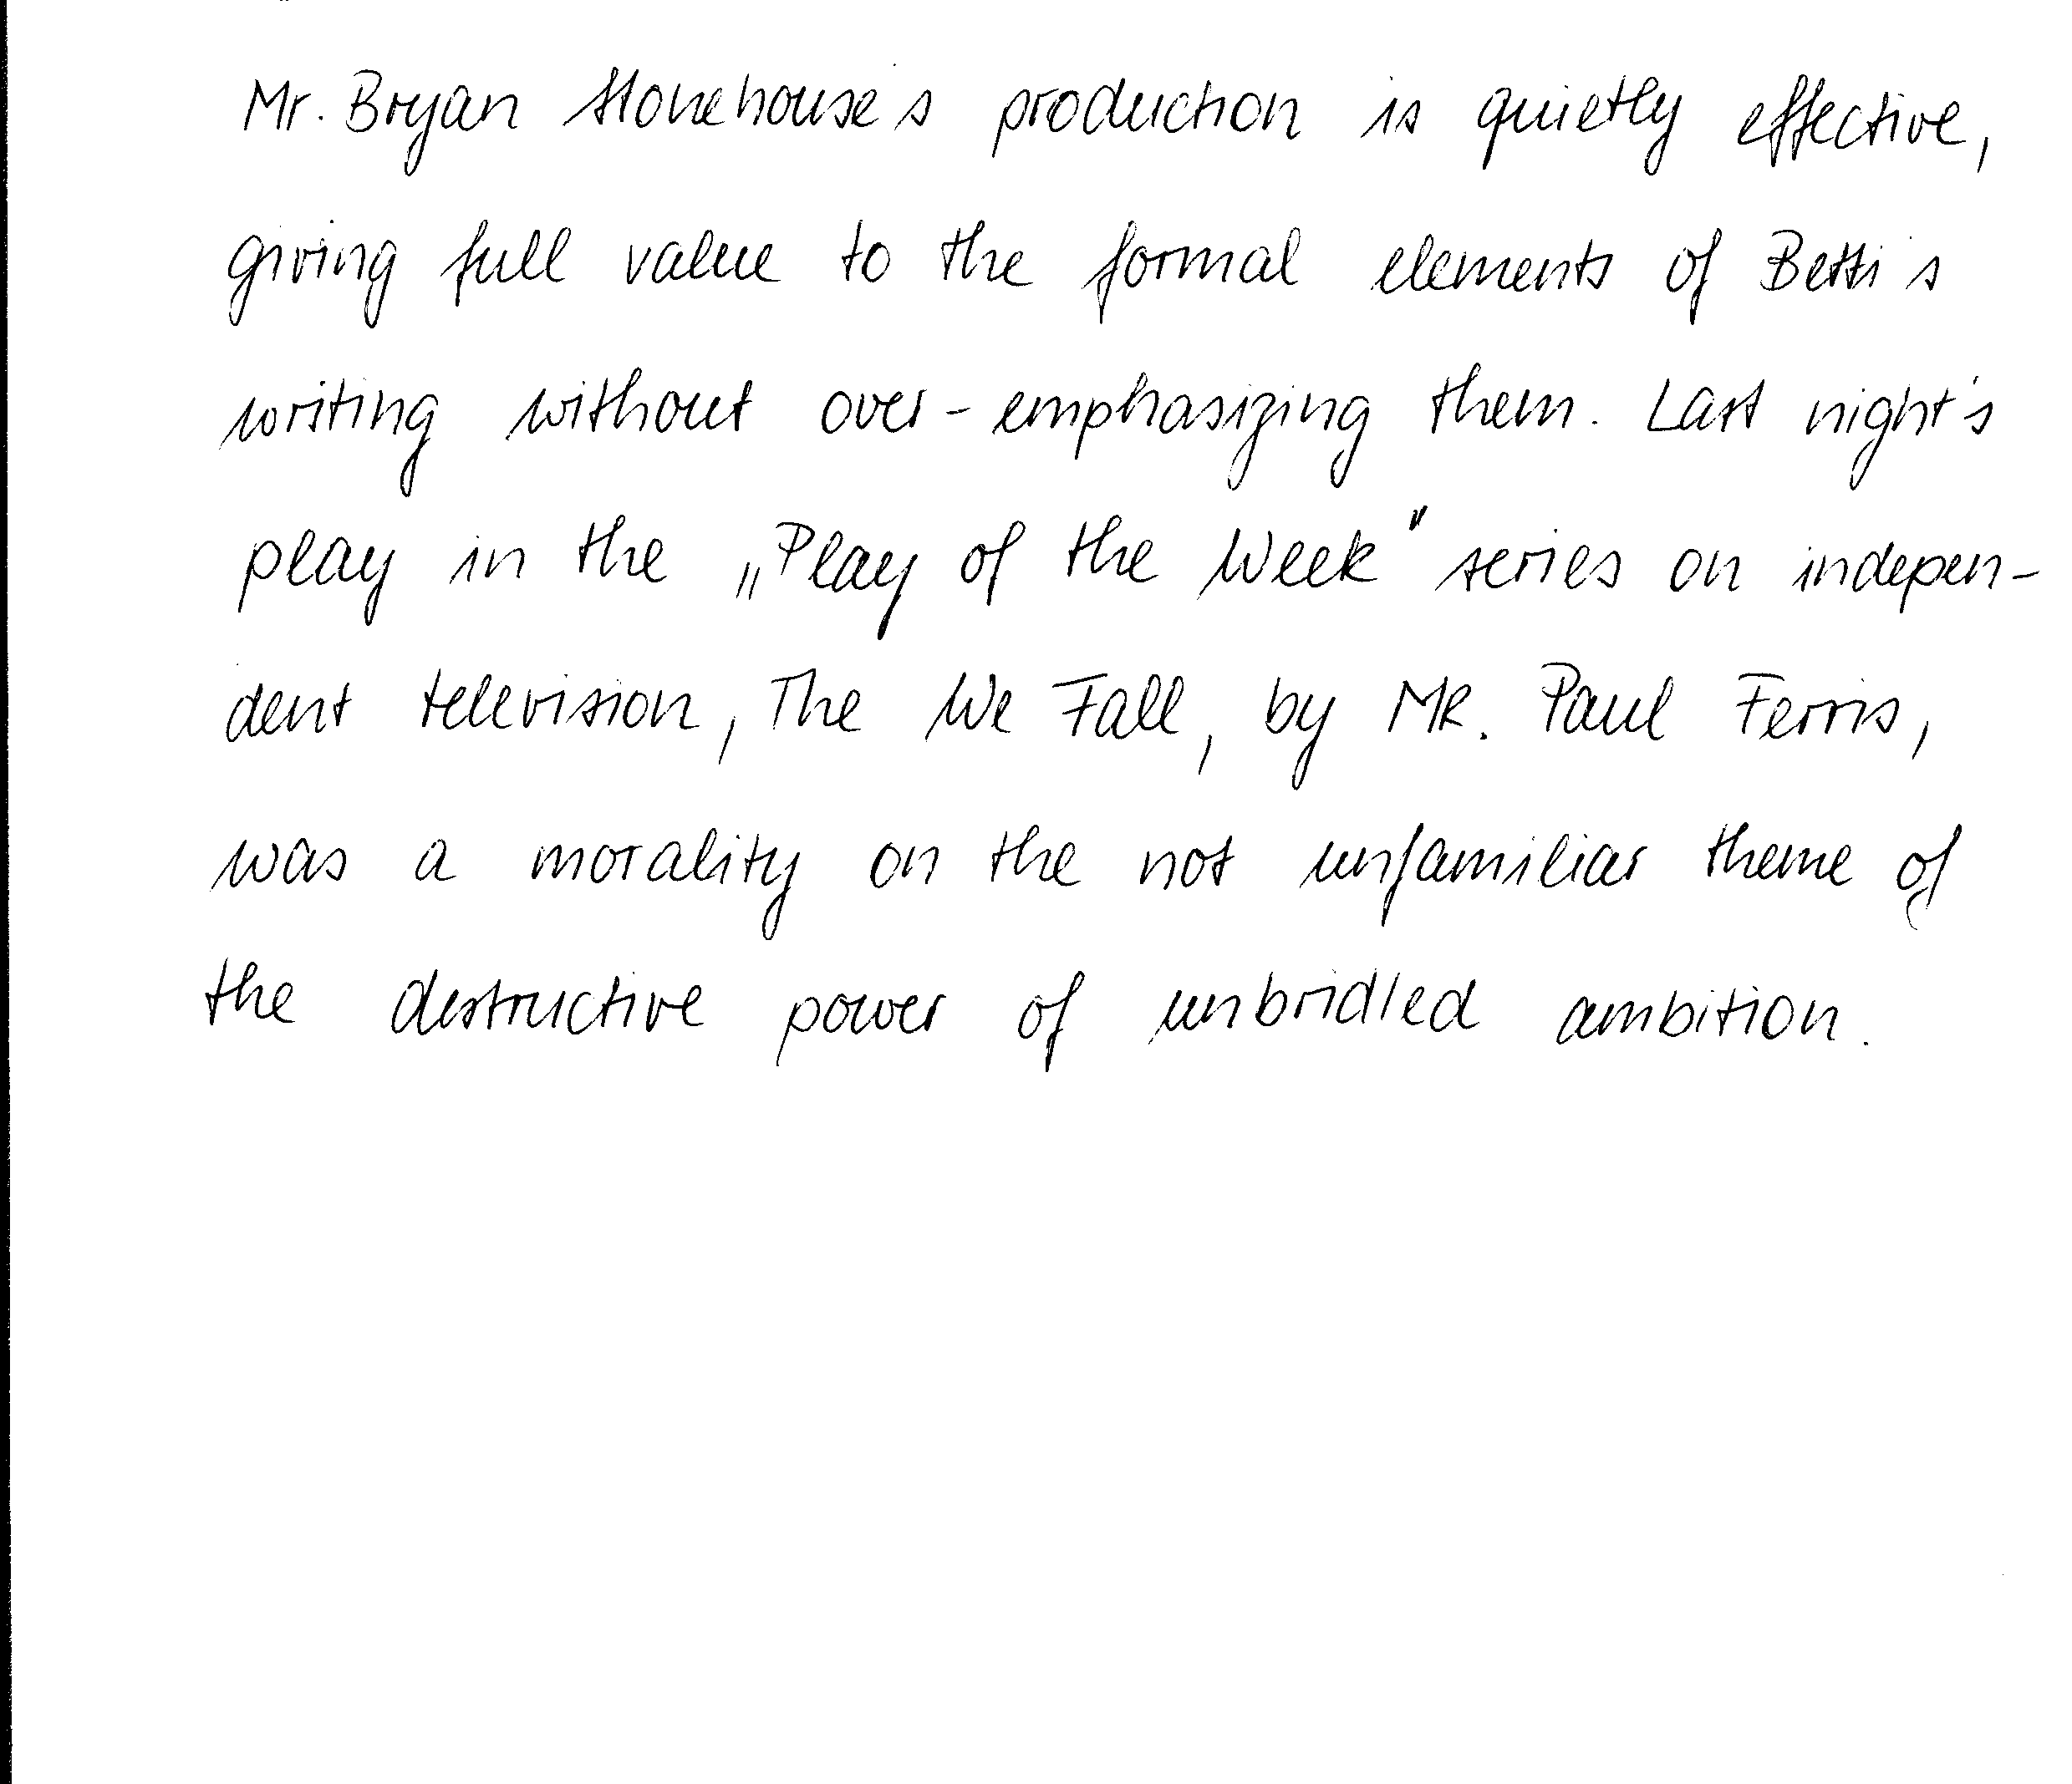 Mr. Bryan Stonehouse's production is quietly effective,
giving full value to the formal elements of Betti's
writing without over-emphasizing them. Last night's
play in the „Play of the Week" series on indepen-
dent television, The We Fall, by MR. Paul Ferris,
was a morality on the not unfamiliar theme of
the destructive power of unbridled ambition.